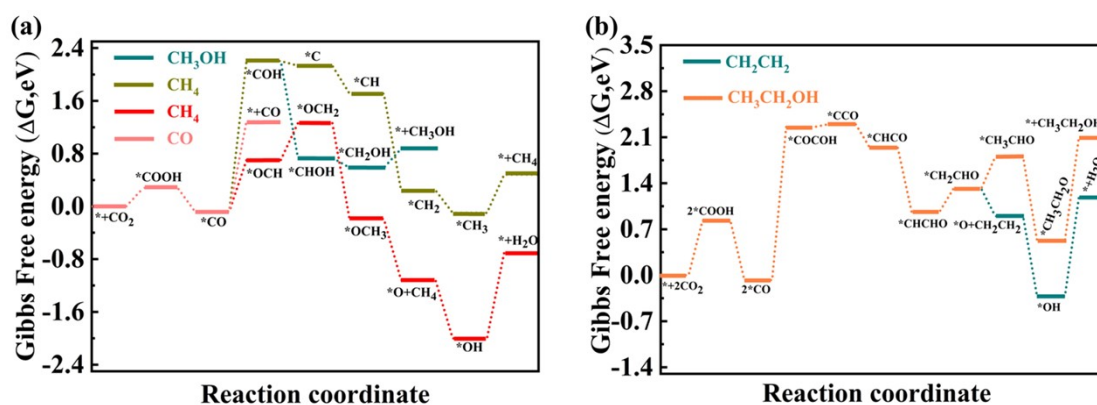 (a)
Gibbs Free energy (ΔG,eV)
2.4
1.6
0.8
0.0
-0.8
-1.6
-2.4
CH₃OH
CH₄
CH₄
CO
*+CO₂
*COOH
*CO
*COH
*+CO
*OCH
*C
*OCH₂
*CHOH
*CH
*CH₂OH
*OCH₃
*+CH₃OH
*CH₂
*O+CH₄
*CH₃
*OH
*+CH₄
*+H₂O
Reaction coordinate
(b)
Gibbs Free energy (ΔG,eV)
3.5
2.8
2.1
1.4
0.7
0.0
-0.7
-1.4
CH₂CH₂
CH₃CH₂OH
*+2CO₂
2*COOH
2*CO
*COCOH
*CCO
*CHCO
*CHCHO
*CH₂CHO
*CH₃CHO
*O+CH₂CH₂
*CH₃CH₂O
*OH
*+CH₃CH₂OH
*+H₂O
Reaction coordinate